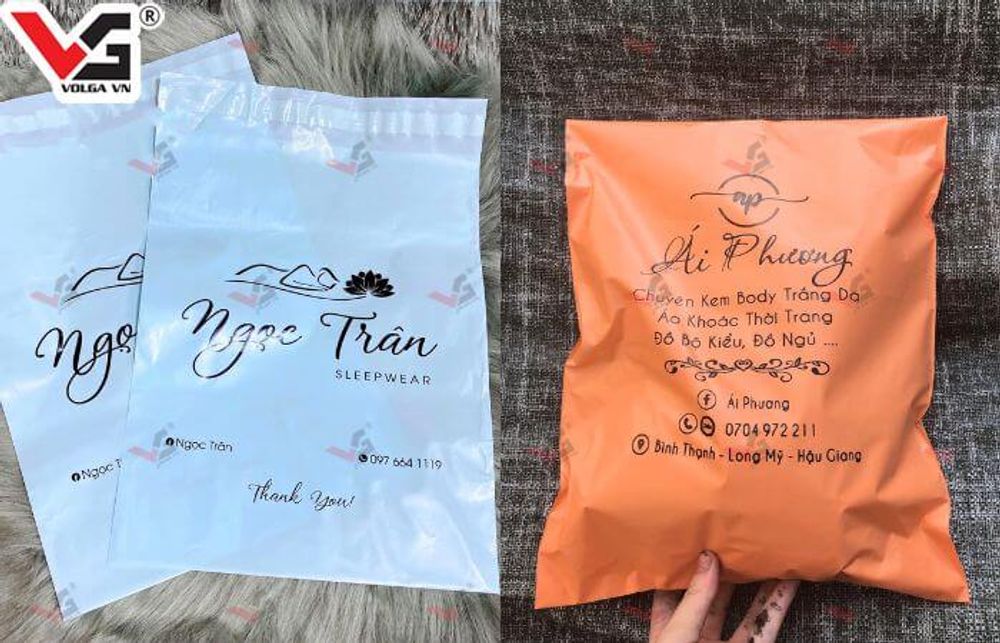 VG®
VOLGA VN
Ngọ
Ngọc T
Ngọc Trân
SLEEPWEAR
Ngọc Trân
097 664 1119
Thank You!
ap
Ái Phương
Chuyên Kem Body Trắng Da
Áo Khoác Thời Trang
Đồ Bộ Kiểu, Đồ Ngủ ....
f Ái Phương
0704 972 211
Bình Thạnh - Long Mỹ - Hậu Giang